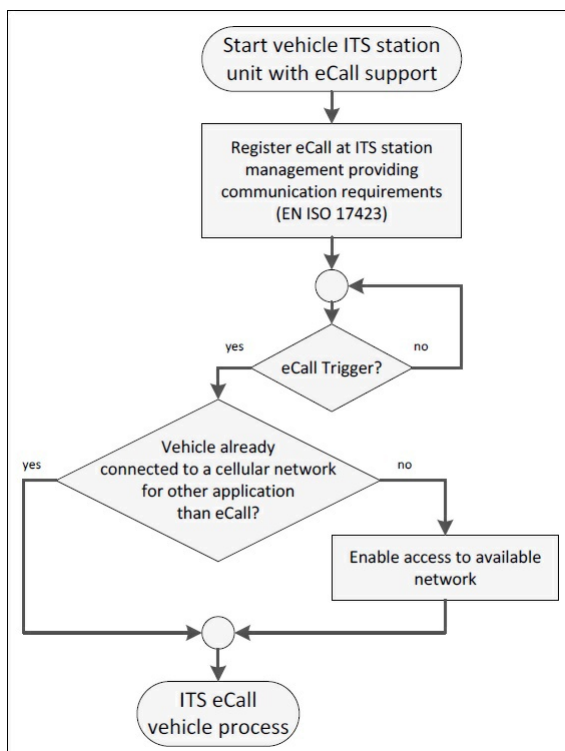 Start vehicle ITS station
unit with eCall support
Register eCall at ITS station
management providing
communication requirements
(EN ISO 17423)
yes
no
eCall Trigger?
Vehicle already
connected to a cellular network
for other application
than eCall?
yes
no
Enable access to available
network
ITS eCall
vehicle process